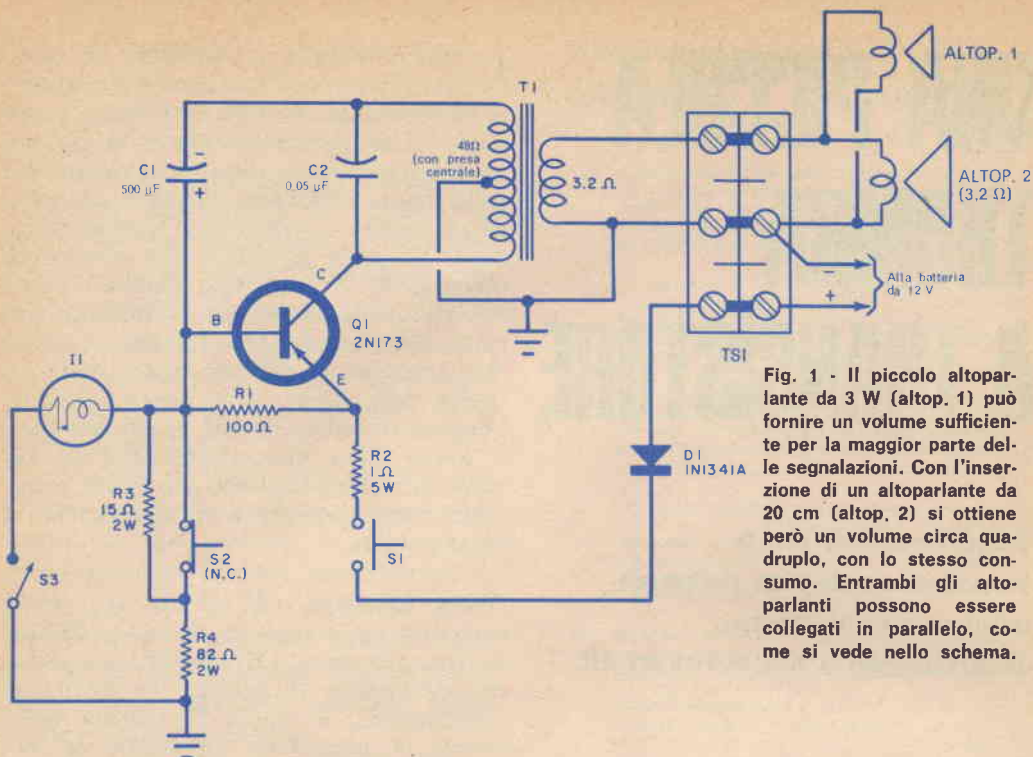 ALTOP. 1
T1
C1
500 µF
-
+
C2
0,05 µF
48Ω
(con presa
centrale)
3.2 Ω
ALTOP. 2
(3,2 Ω)
-
+
Alla batteria
da 12 V
TS1
C
B
E
Q1
2N173
I1
R1
100Ω
R2
1Ω
5W
R3
15Ω
2W
S2
(N.C.)
S1
S3
R4
82Ω
2W
D1
1N1341A
Fig. 1 - Il piccolo altopar-
lante da 3 W (altop. 1) può
fornire un volume sufficien-
te per la maggior parte del-
le segnalazioni. Con l'inser-
zione di un altoparlante da
20 cm (altop. 2) si ottiene
però un volume circa qua-
druplo, con lo stesso con-
sumo. Entrambi gli alto-
parlanti possono essere
collegati in parallelo, co-
me si vede nello schema.